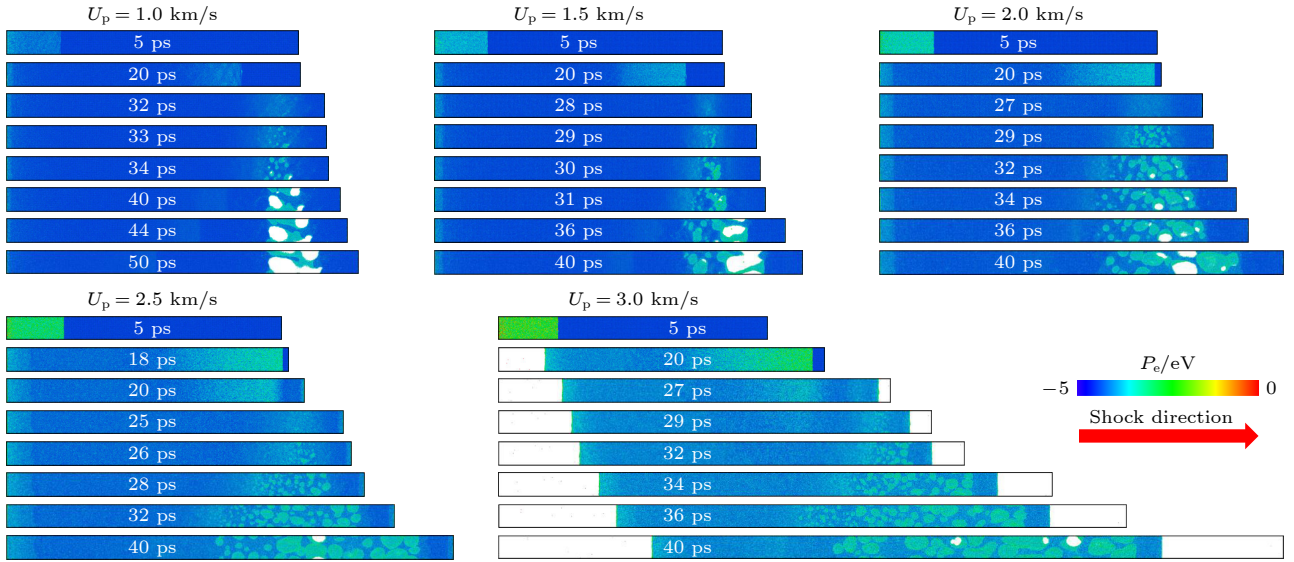 U_p = 1.0 km/s
5 ps
20 ps
32 ps
33 ps
34 ps
40 ps
44 ps
50 ps
U_p = 1.5 km/s
5 ps
20 ps
28 ps
29 ps
30 ps
31 ps
36 ps
40 ps
U_p = 2.0 km/s
5 ps
20 ps
27 ps
29 ps
32 ps
34 ps
36 ps
40 ps
U_p = 2.5 km/s
5 ps
18 ps
20 ps
25 ps
26 ps
28 ps
32 ps
40 ps
U_p = 3.0 km/s
5 ps
20 ps
27 ps
29 ps
32 ps
34 ps
36 ps
40 ps
P_e/eV
−5 0
Shock direction